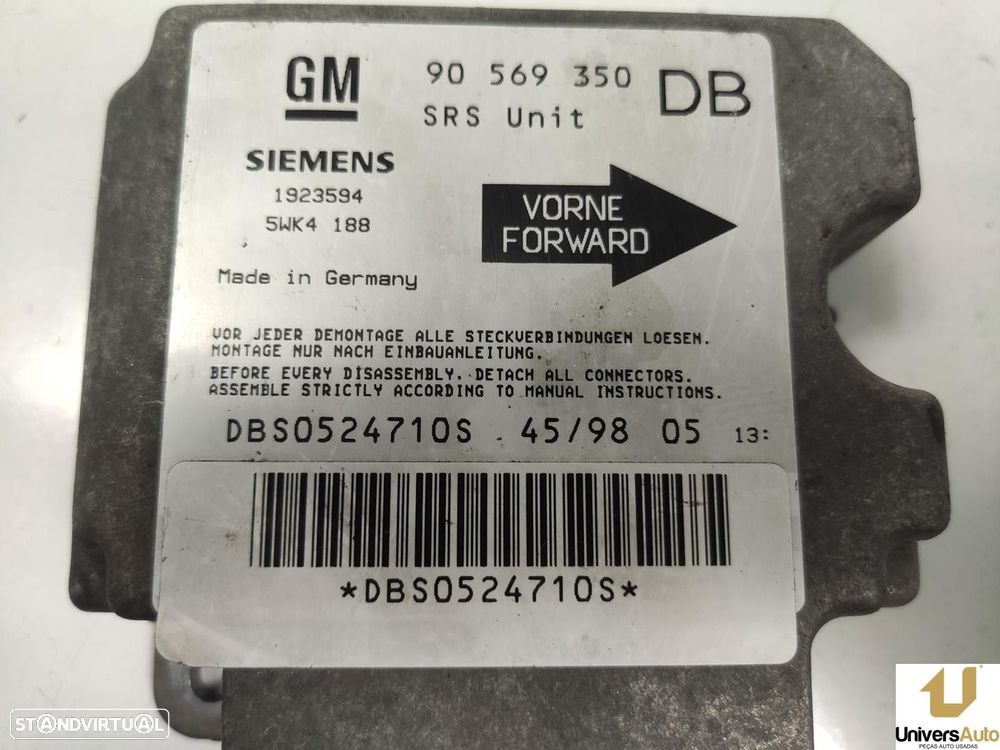 GM
90 569 350
DB
SRS Unit
SIEMENS
1923594
5WK4 188
VORNE
FORWARD
Made in Germany
VOR JEDER DEMONTAGE ALLE STECKVERBINDUNGEN LOESEN.
MONTAGE NUR NACH EINBAUANLEITUNG.
BEFORE EVERY DISASSEMBLY, DETACH ALL CONNECTORS.
ASSEMBLE STRICTLY ACCORDING TO MANUAL INSTRUCTIONS.
DBS0524710S 45/98 05 13:
*DBS0524710S*
STANDVIRTUAL
UniversAuto
PEÇAS AUTO USADAS